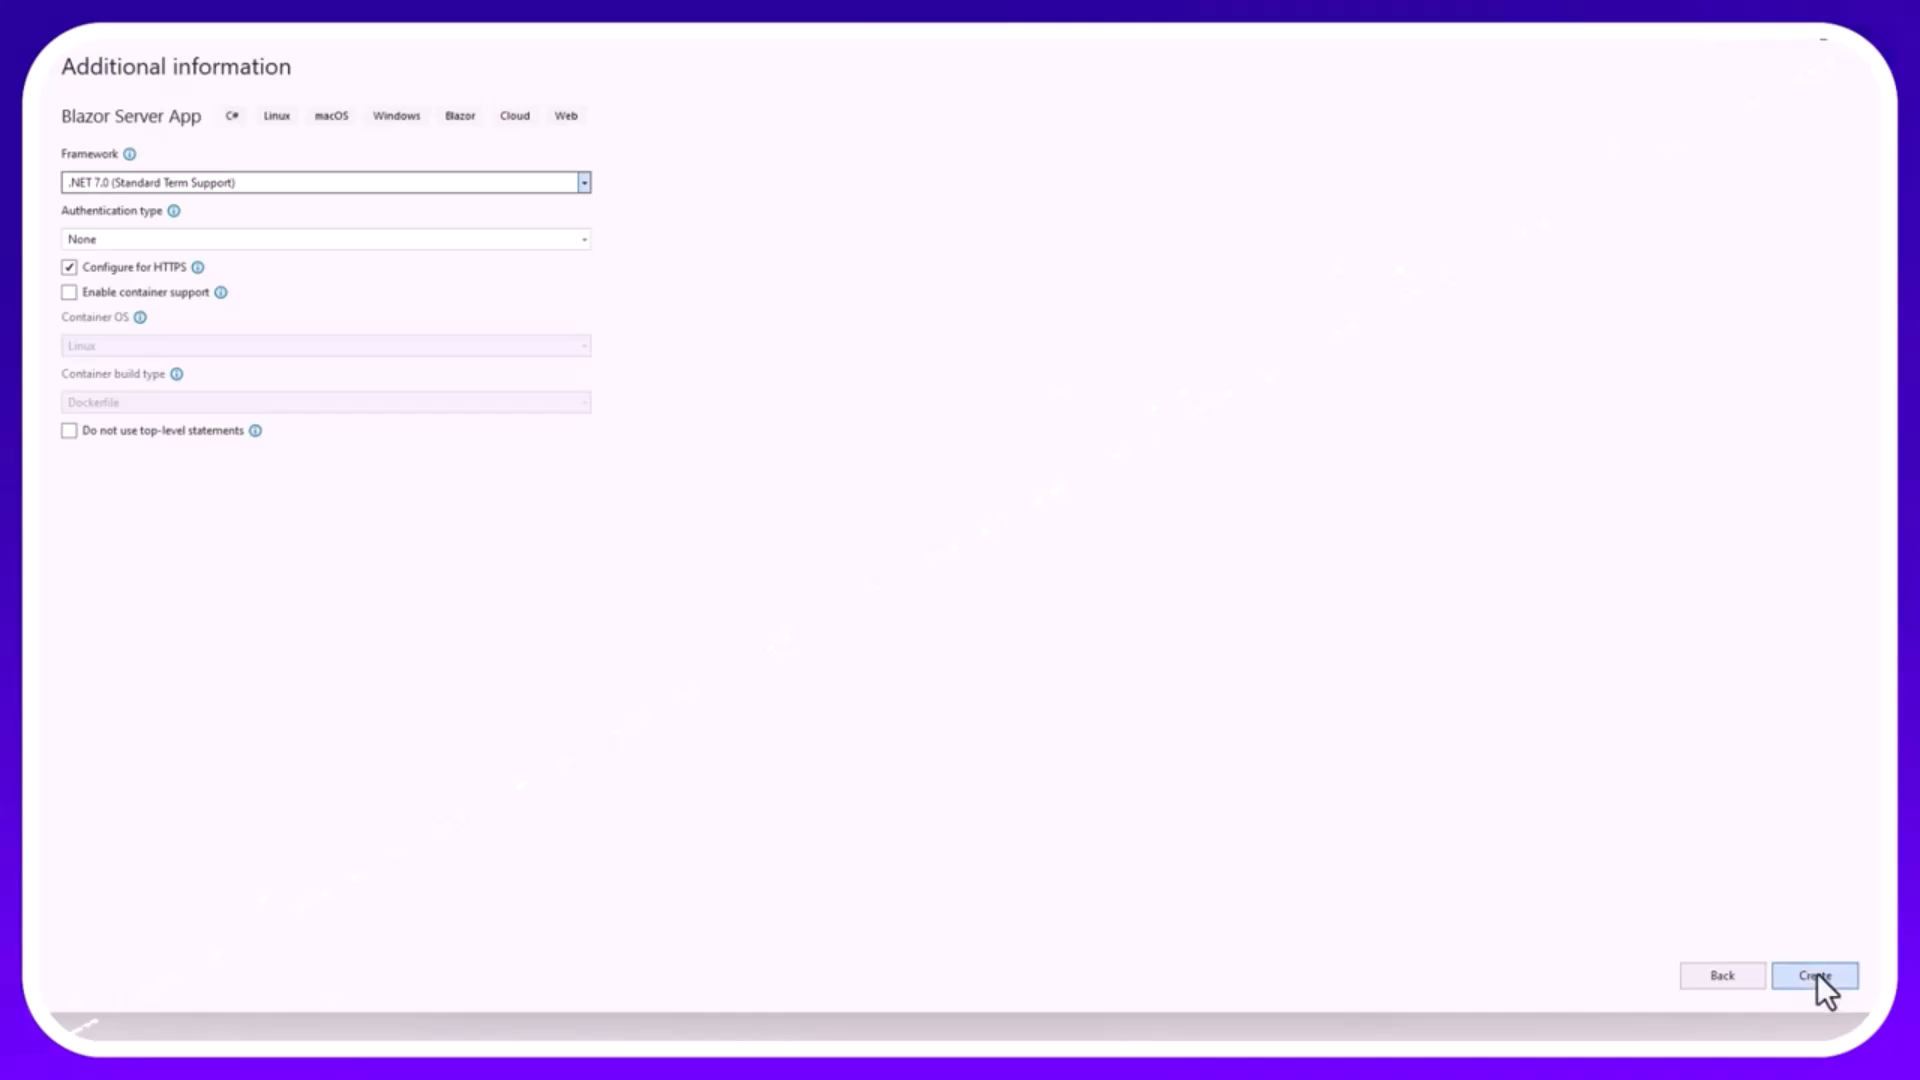 Additional information
Blazor Server App C# Linux macOS Windows Blazor Cloud Web
Framework
.NET 7.0 (Standard Term Support)
Authentication type
None
Configure for HTTPS
Enable container support
Container OS
Linux
Container build type
Dockerfile
Do not use top-level statements
Back Create